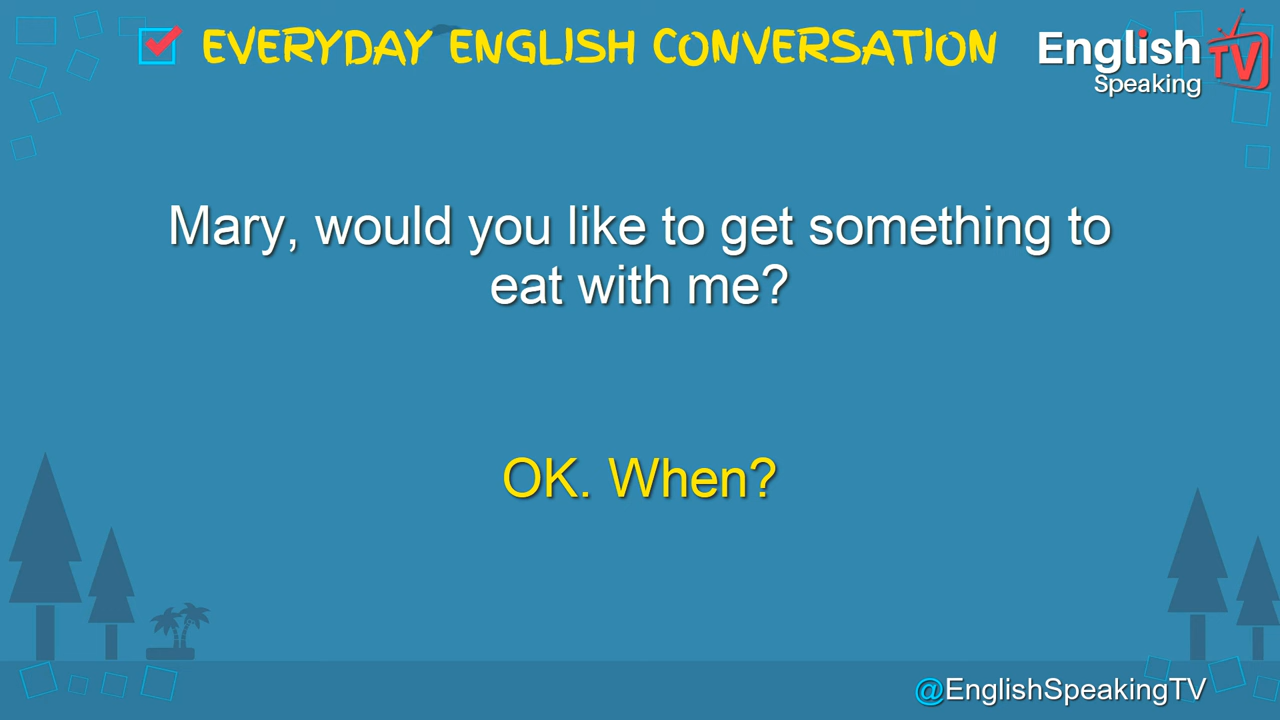 EVERYDAY ENGLISH CONVERSATION
English
Speaking
TV
Mary, would you like to get something to
eat with me?
OK. When?
@EnglishSpeakingTV